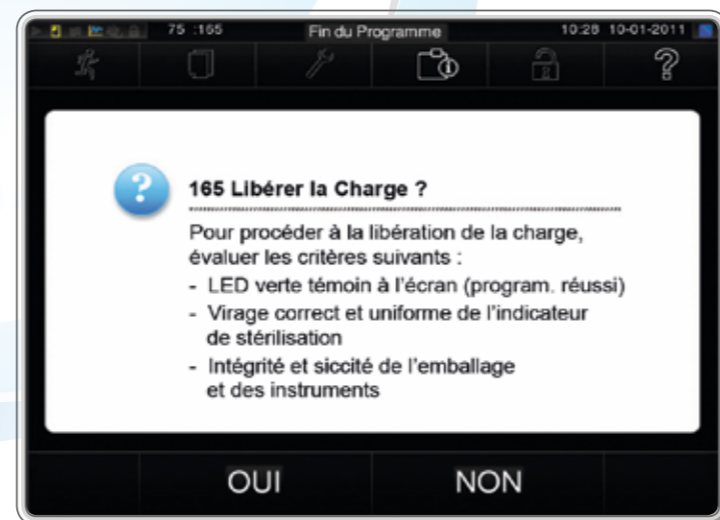 75 :165 Fin du Programme 10:28 10-01-2011
?
? 165 Libérer la Charge ?
Pour procéder à la libération de la charge,
évaluer les critères suivants :
- LED verte témoin à l'écran (program. réussi)
- Virage correct et uniforme de l'indicateur
de stérilisation
- Intégrité et siccité de l'emballage
et des instruments
OUI NON